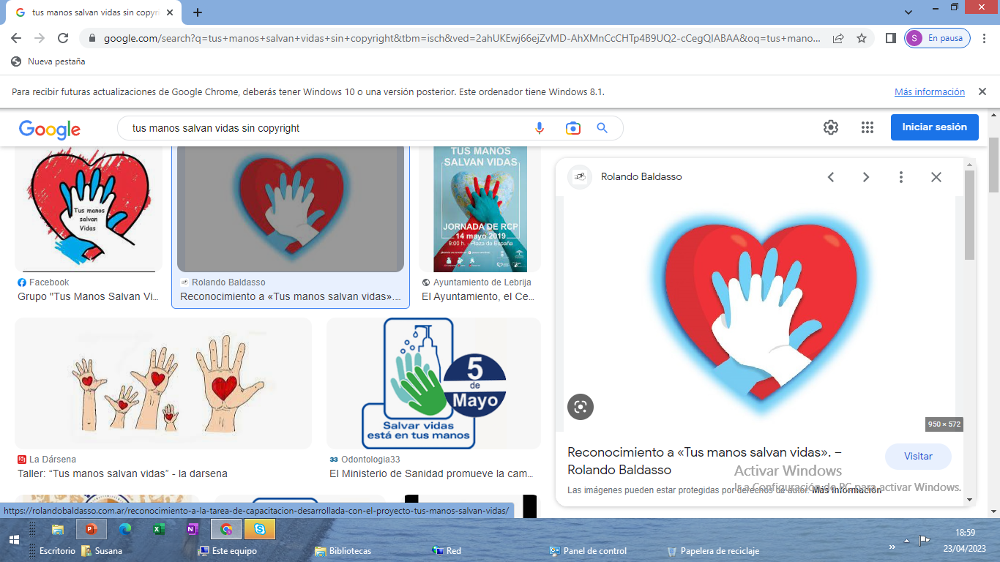 tus manos salvan vidas sin copyri
google.com/search?q=tus+manos+salvan+vidas+sin+copyright&tbm=isch&ved=2ahUKEwj66ejZvMD-AhXMnCcCHTp4B9UQ2-cCegQIABAA&oq=tus+mano...
S En pausa
Nueva pestaña
Para recibir futuras actualizaciones de Google Chrome, deberás tener Windows 10 o una versión posterior. Este ordenador tiene Windows 8.1.
Más información
Google
tus manos salvan vidas sin copyright
Iniciar sesión
Tus manos
salvan
Vidas
TUS MANOS
SALVAN VIDAS
JORNADA DE RCP
14 mayo 2019
9:00 h. - Plaza de España
Facebook
Grupo "Tus Manos Salvan Vi...
Rolando Baldasso
Reconocimiento a «Tus manos salvan vidas»....
Ayuntamiento de Lebrija
El Ayuntamiento, el Ce...
5
de
Mayo
Salvar vidas
está en tus manos
La Dársena
Taller: “Tus manos salvan vidas” - la darsena
33 Odontologia33
El Ministerio de Sanidad promueve la cam...
Rolando Baldasso
950 × 572
Reconocimiento a «Tus manos salvan vidas». –
Rolando Baldasso
Visitar
Las imágenes pueden estar protegidas por derechos de autor. Más información
Activar Windows
Ir a Configuración de PC para activar Windows.
https://rolandobaldasso.com.ar/reconocimiento-a-la-tarea-de-capacitacion-desarrollada-con-el-proyecto-tus-manos-salvan-vidas/
Escritorio
Susana
Este equipo
Bibliotecas
Red
Panel de control
Papelera de reciclaje
»
18:59
23/04/2023